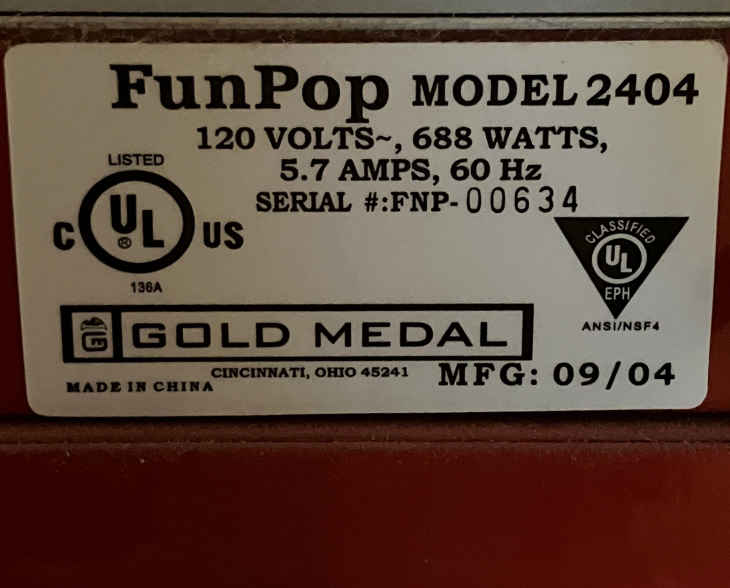 FunPop MODEL 2404
120 VOLTS~, 688 WATTS,
5.7 AMPS, 60 Hz
SERIAL #:FNP-00634
LISTED
C UL® US
136A
CLASSIFIED
UL
EPH
ANSI/NSF4
GOLD MEDAL
CINCINNATI, OHIO 45241
MADE IN CHINA
MFG: 09/04